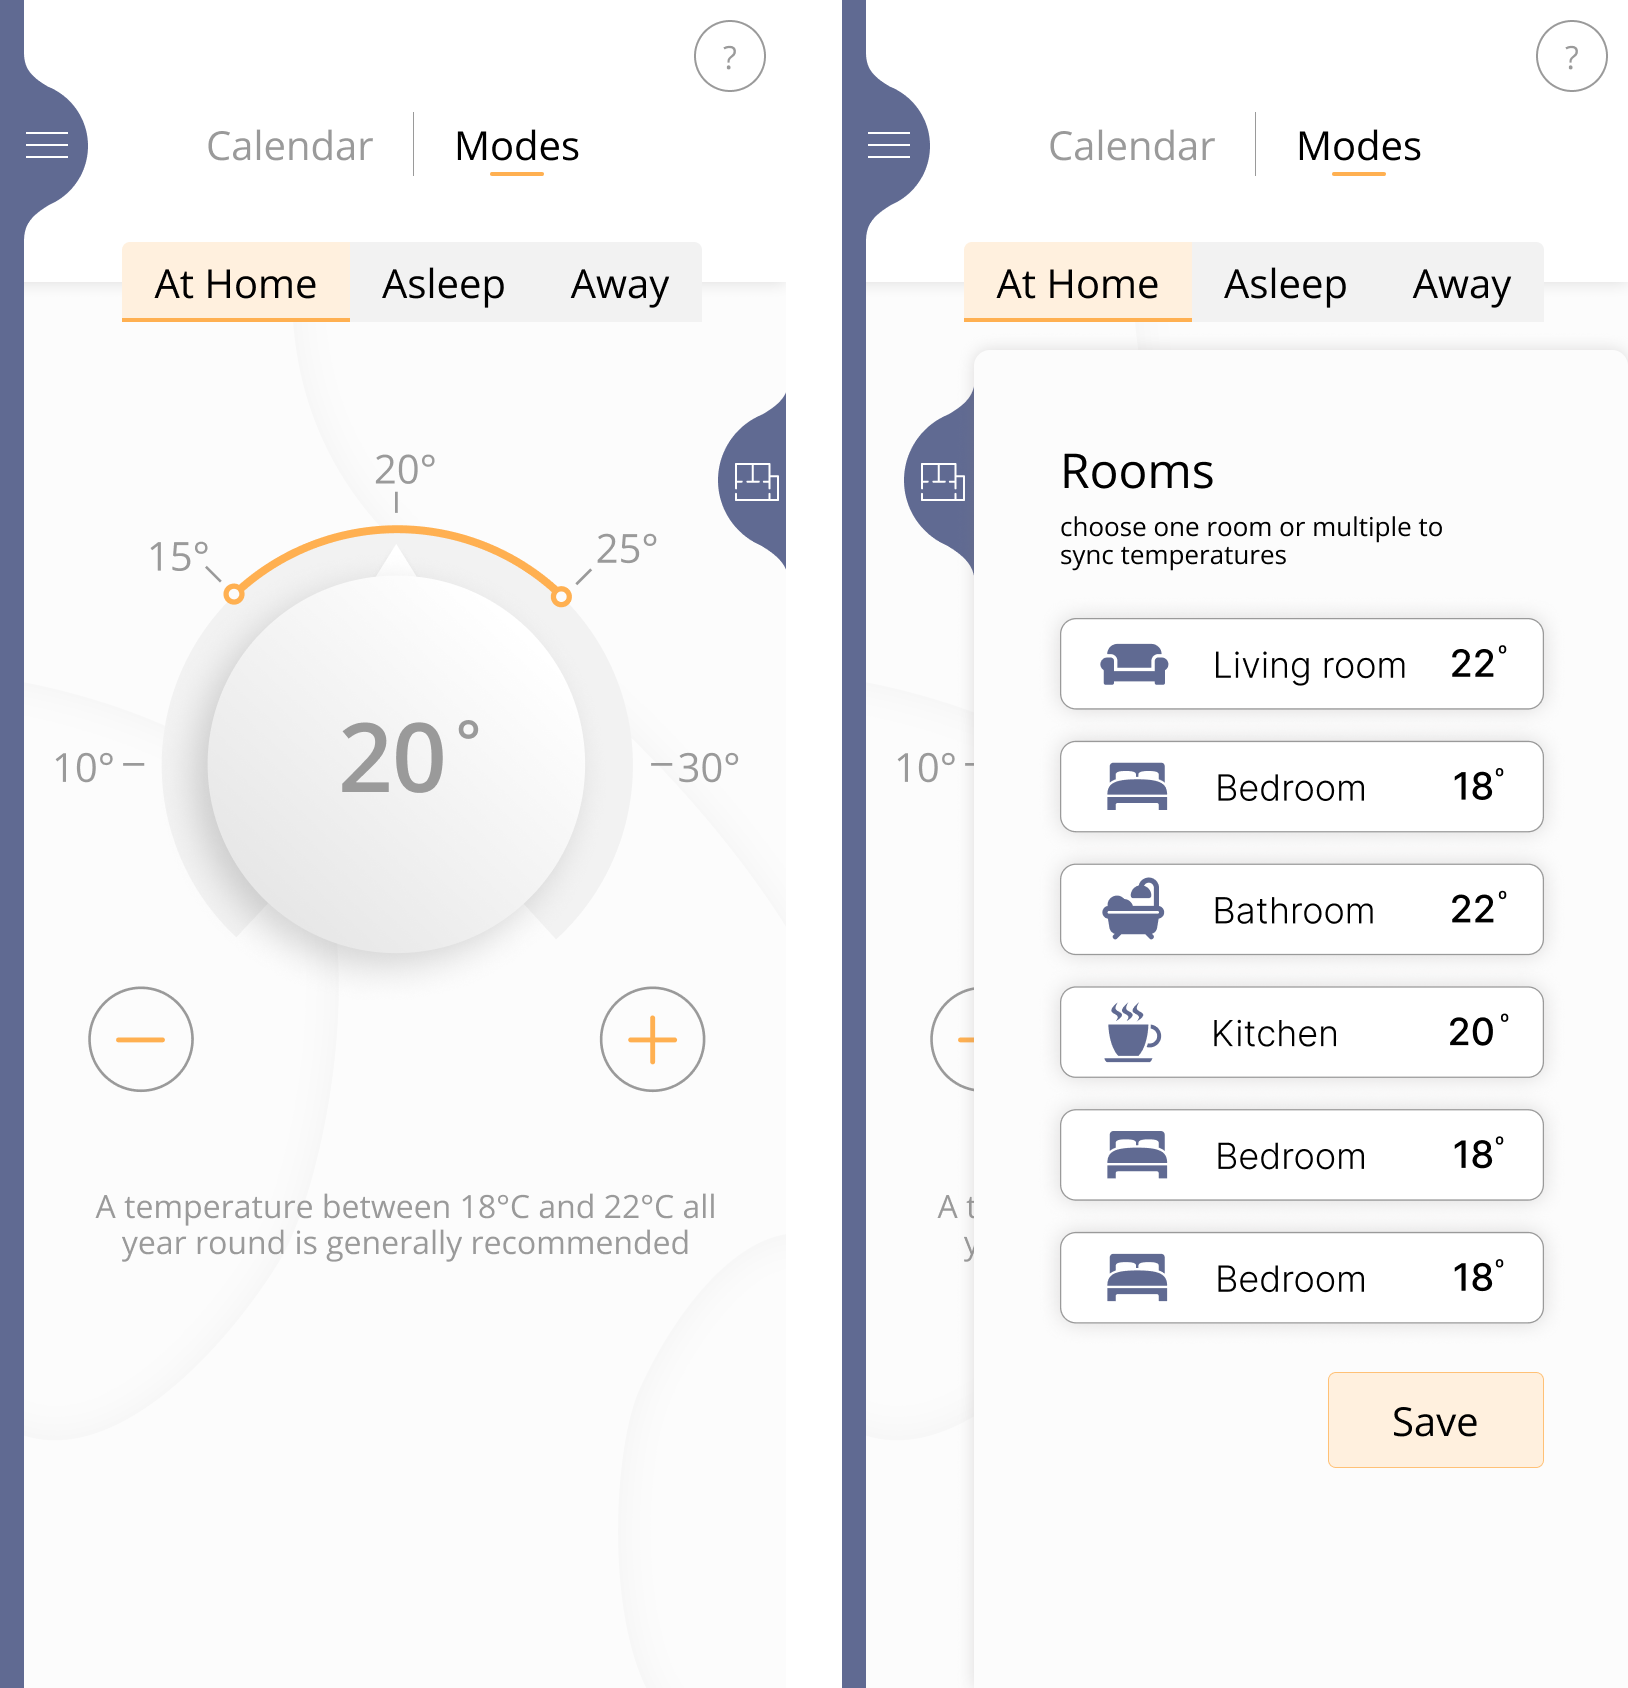 ?
Calendar
Modes
At Home
Asleep
Away
20°
15°
25°
10°
30°
20°
A temperature between 18°C and 22°C all
year round is generally recommended
?
Calendar
Modes
At Home
Asleep
Away
10°
A t
y
Rooms
choose one room or multiple to
sync temperatures
Living room 22°
Bedroom 18°
Bathroom 22°
Kitchen 20°
Bedroom 18°
Bedroom 18°
Save